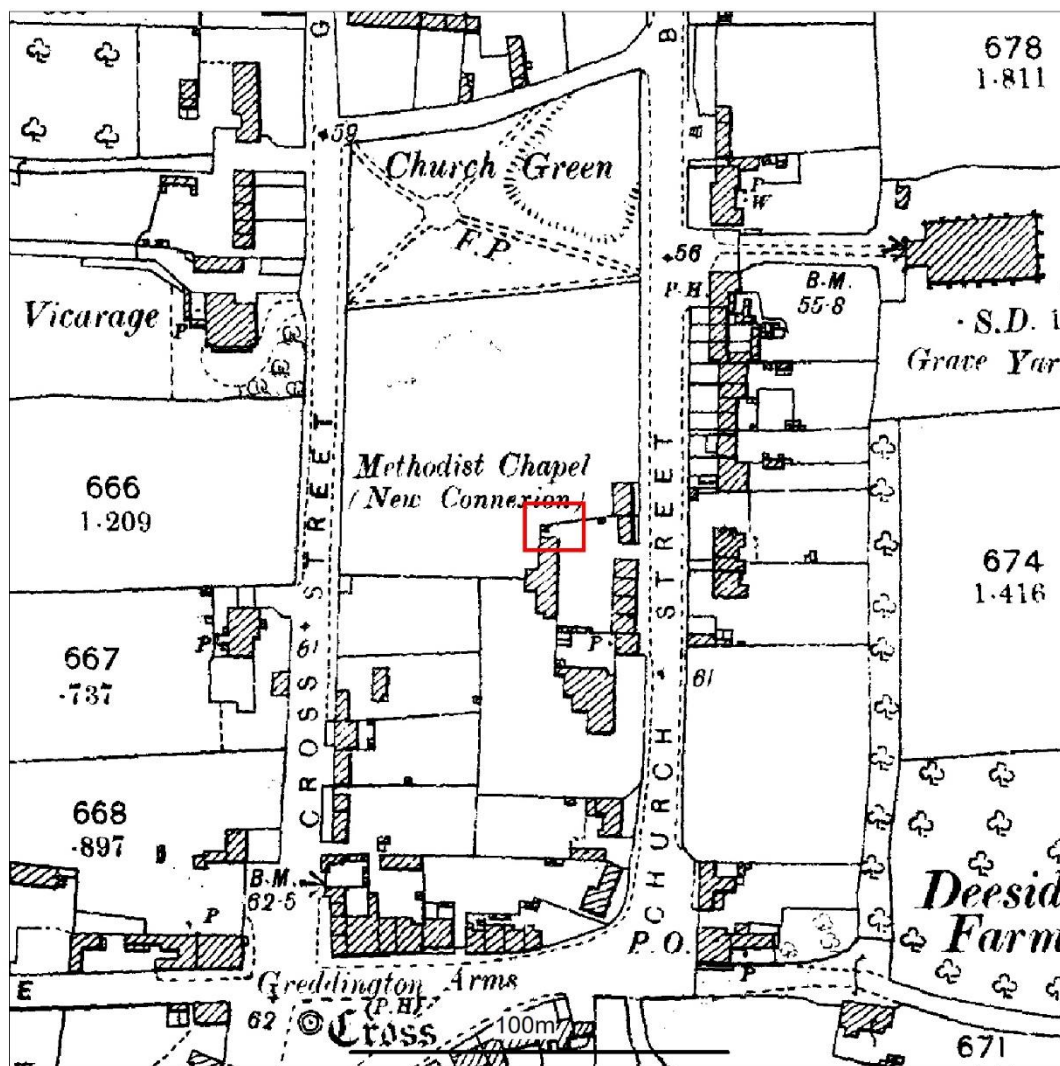 G
B
678
1·811
59
Church Green
F.P.
P
W
56
P.H
B.M.
55·8
Vicarage
P
S.D.
Grave Yar
STREET
Methodist Chapel
(New Connexion)
666
1·209
STREET
674
1·416
667
·737
P
61
P
61
CROSS
CHURCH
668
·897
B.M.
62·5
P
Deesid
Farm
P.O.
P
E
Greddington Arms
(P.H)
62
Cross
100m
671